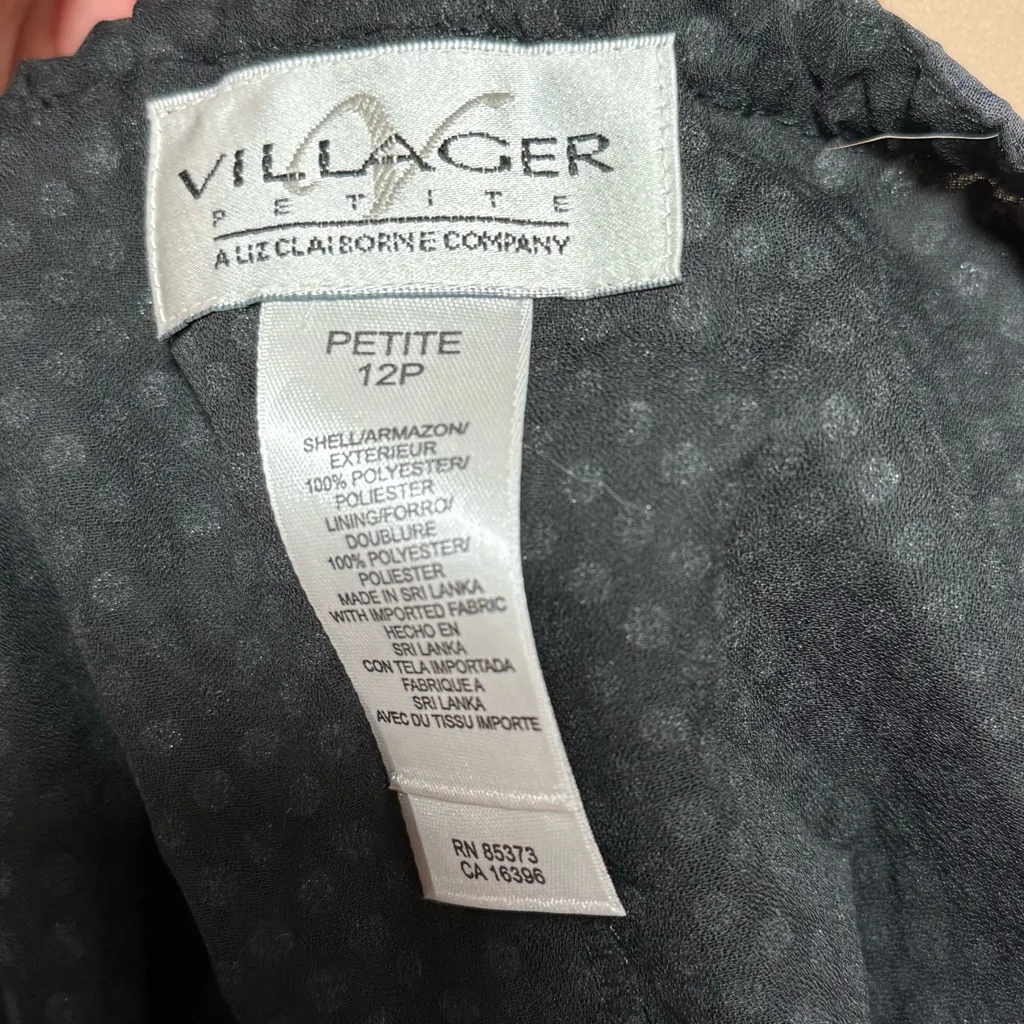 VILLAGER
PETITE
A LIZ CLAIBORNE COMPANY
PETITE
12P
SHELL/ARMAZON/
EXTERIEUR
100% POLYESTER/
POLIESTER
LINING/FORRO/
DOUBLURE
100% POLYESTER/
POLIESTER
MADE IN SRI LANKA
WITH IMPORTED FABRIC
HECHO EN
SRI LANKA
CON TELA IMPORTADA
FABRIQUE A
SRI LANKA
AVEC DU TISSU IMPORTE
RN 85373
CA 16396